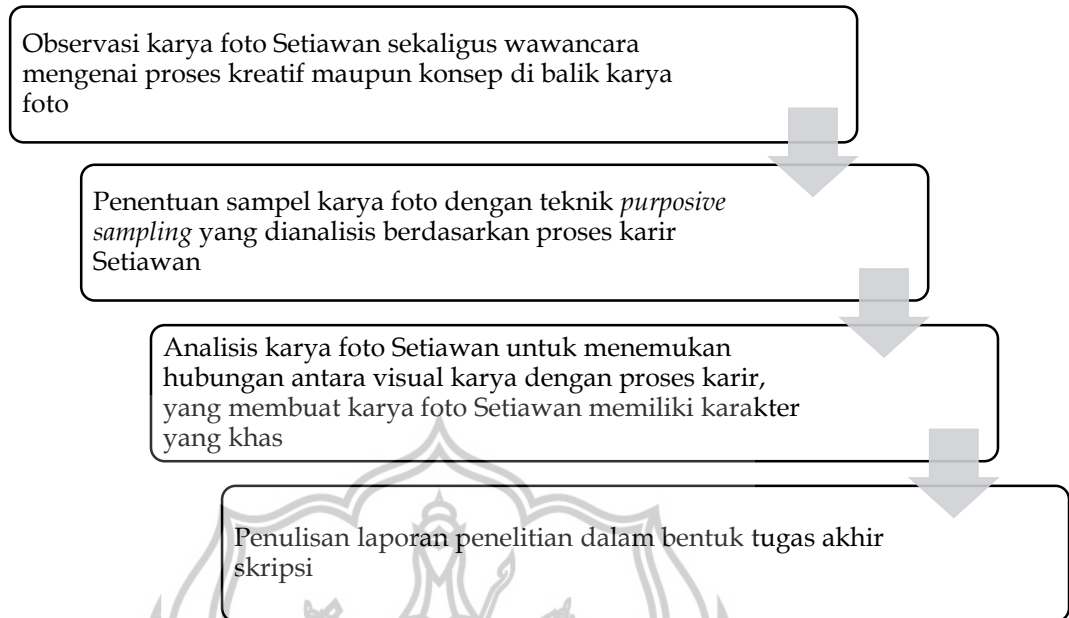 Observasi karya foto Setiawan sekaligus wawancara
mengenai proses kreatif maupun konsep di balik karya
foto
Penentuan sampel karya foto dengan teknik purposive
sampling yang dianalisis berdasarkan proses karir
Setiawan
Analisis karya foto Setiawan untuk menemukan
hubungan antara visual karya dengan proses karir,
yang membuat karya foto Setiawan memiliki karakter
yang khas
Penulisan laporan penelitian dalam bentuk tugas akhir
skripsi